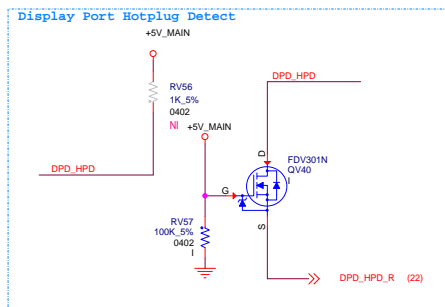 Display Port Hotplug Detect
+5V_MAIN
DPD_HPD
RV56
1K_5%
0402
NI
+5V_MAIN
D
FDV301N
QV40
I
DPD_HPD
G
RV57
100K_5%
0402
I
S
DPD_HPD_R (22)